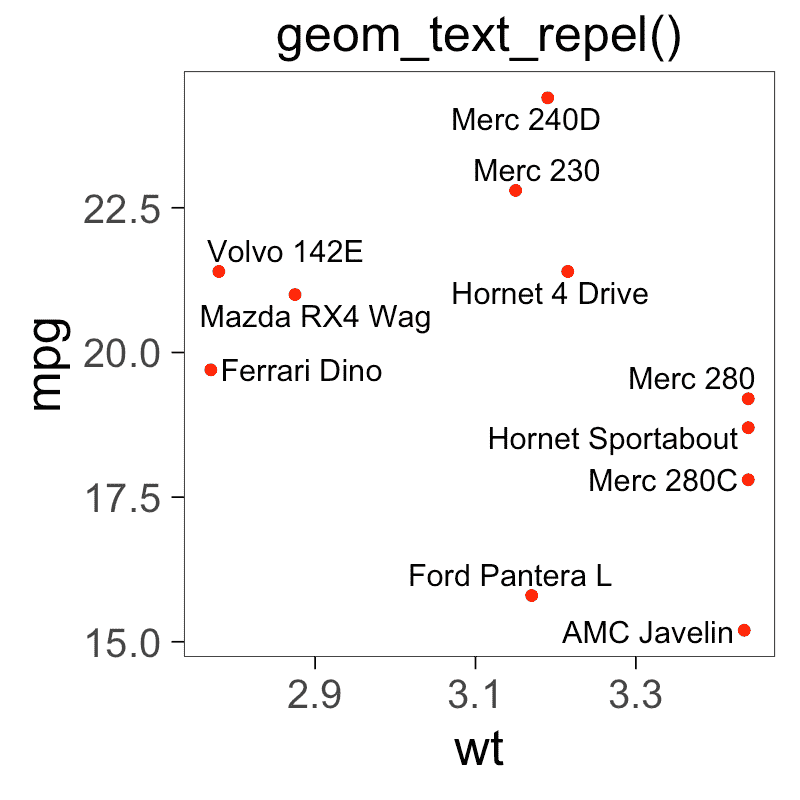 geom_text_repel()
Merc 240D
Merc 230
22.5
Volvo 142E
Hornet 4 Drive
Mazda RX4 Wag
mpg
20.0
Ferrari Dino
Merc 280
Hornet Sportabout
Merc 280C
17.5
Ford Pantera L
AMC Javelin
15.0
2.9 3.1 3.3
wt